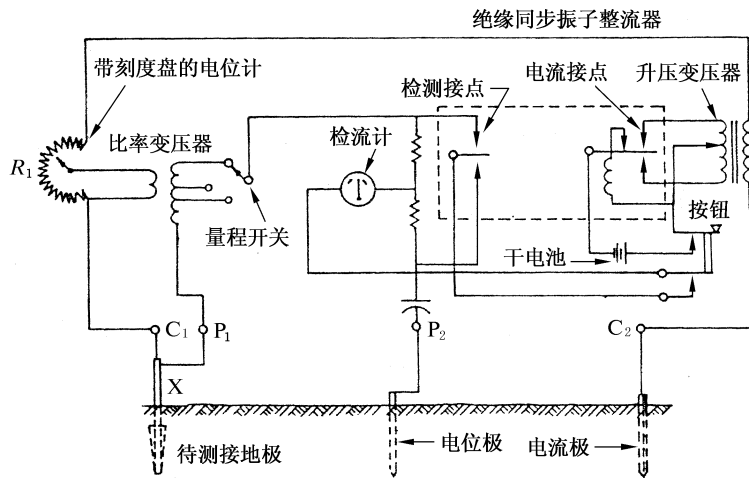 绝缘同步振子整流器
带刻度盘的电位计
检测接点
电流接点
升压变压器
比率变压器
检流计
R1
量程开关
按钮
干电池
C1
P1
P2
C2
X
待测接地极
电位极
电流极